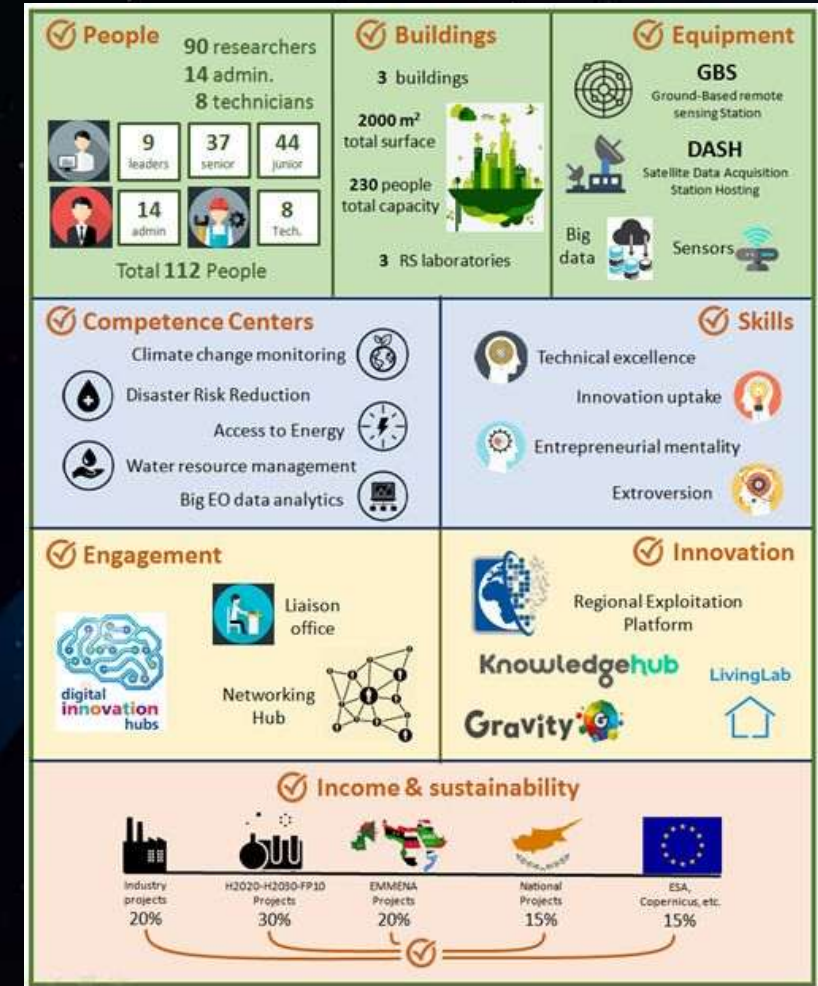 People
90 researchers
14 admin.
8 technicians
9
leaders
37
senior
44
junior
14
admin
8
Tech.
Total 112 People
Buildings
3 buildings
2000 m²
total surface
230 people
total capacity
3 RS laboratories
Equipment
GBS
Ground-Based remote
sensing Station
DASH
Satellite Data Acquisition
Station Hosting
Big
data
Sensors
Competence Centers
Climate change monitoring
Disaster Risk Reduction
Access to Energy
Water resource management
Big EO data analytics
Skills
Technical excellence
Innovation uptake
Entrepreneurial mentality
Extroversion
Engagement
digital
innovation
hubs
Liaison
office
Networking
Hub
Innovation
Regional Exploitation
Platform
Knowledgehub
LivingLab
Gravity
G
Income & sustainability
Industry
projects
20%
H2020-H2030-FP10
Projects
30%
EMMENA
Projects
20%
National
Projects
15%
ESA,
Copernicus, etc.
15%